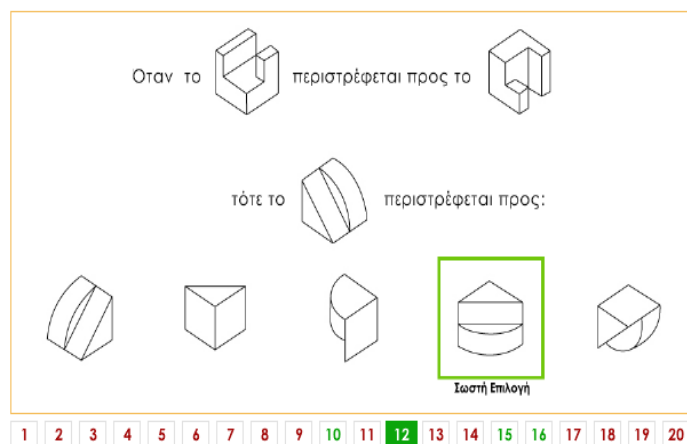 Οταν το περιστρέφεται προς το
τότε το περιστρέφεται προς:
Σωστή Επιλογή
1 2 3 4 5 6 7 8 9 10 11 12 13 14 15 16 17 18 19 20